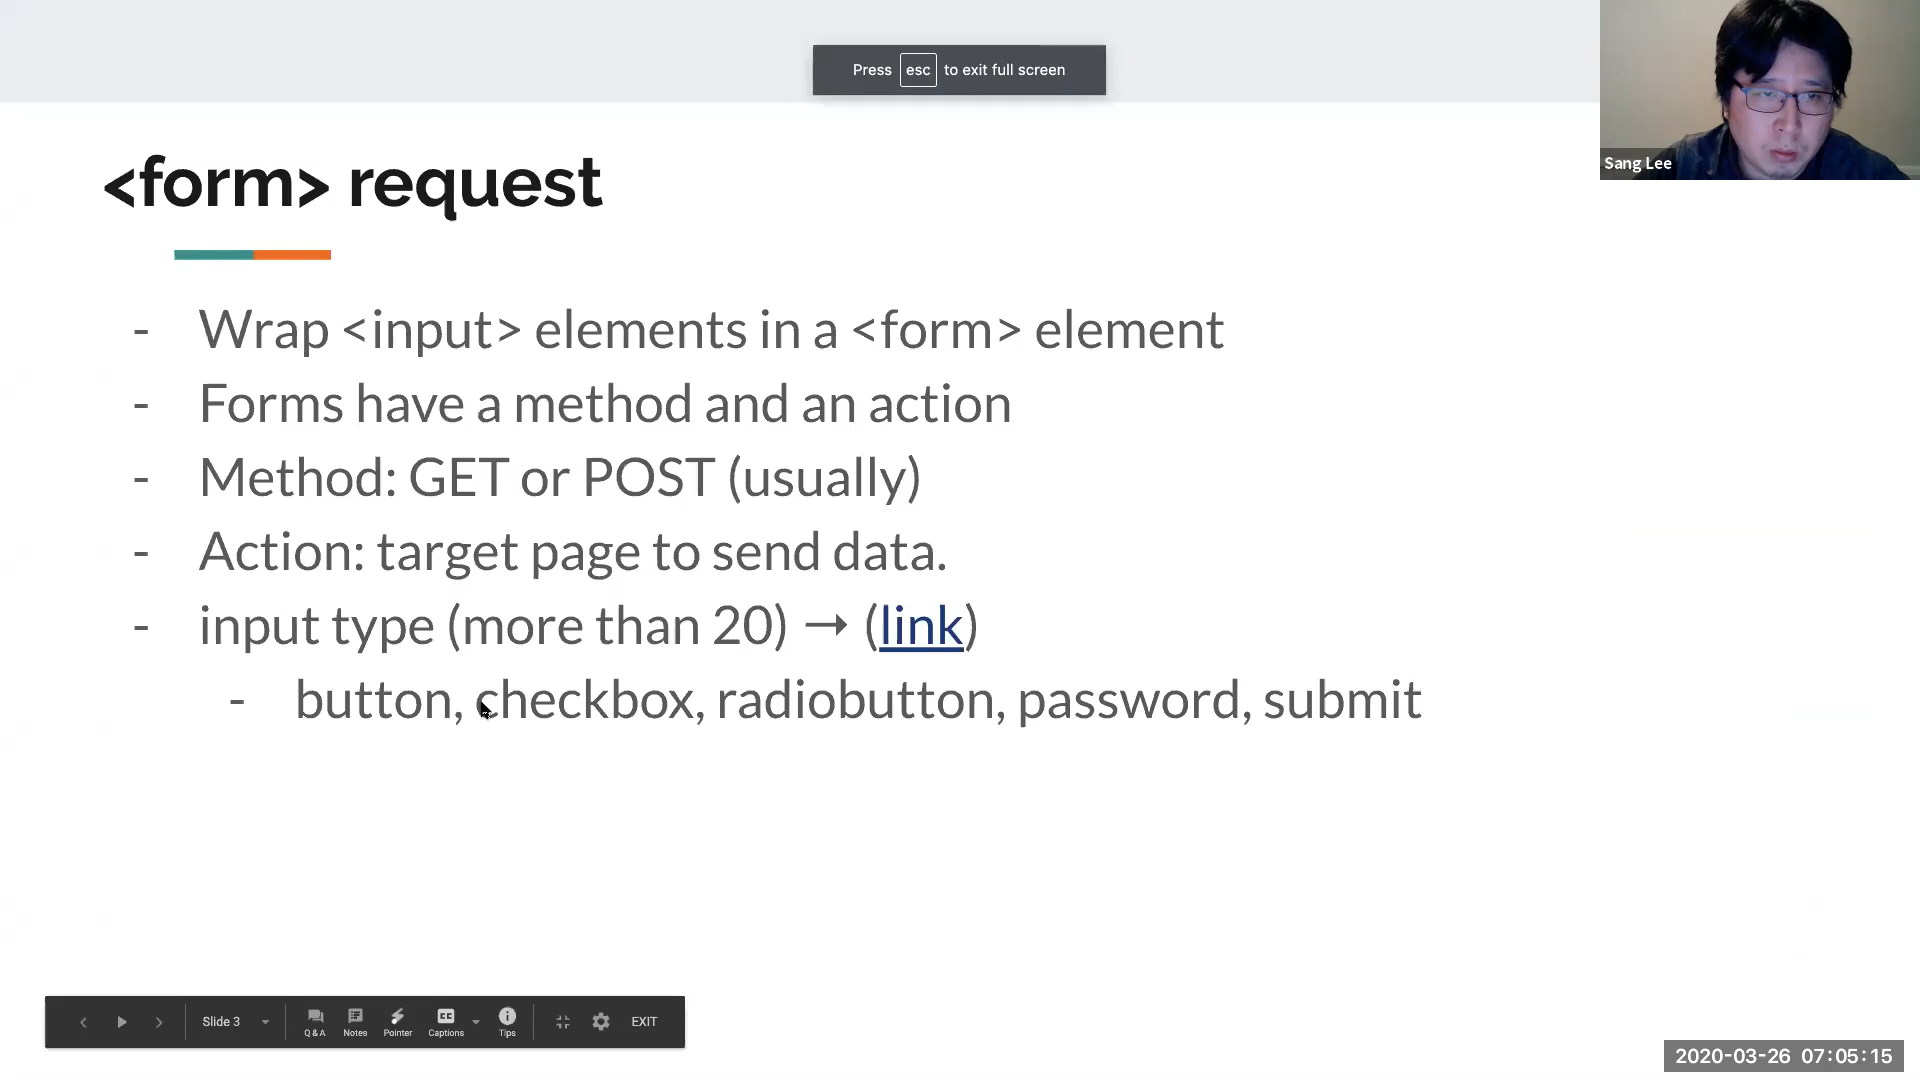 Press esc to exit full screen
Sang Lee
<form> request
- Wrap <input> elements in a <form> element
- Forms have a method and an action
- Method: GET or POST (usually)
- Action: target page to send data.
- input type (more than 20) → (link)
- button, checkbox, radiobutton, password, submit
Slide 3
Q & A
Notes
Pointer
CC
Captions
Tips
EXIT
2020-03-26 07:05:15